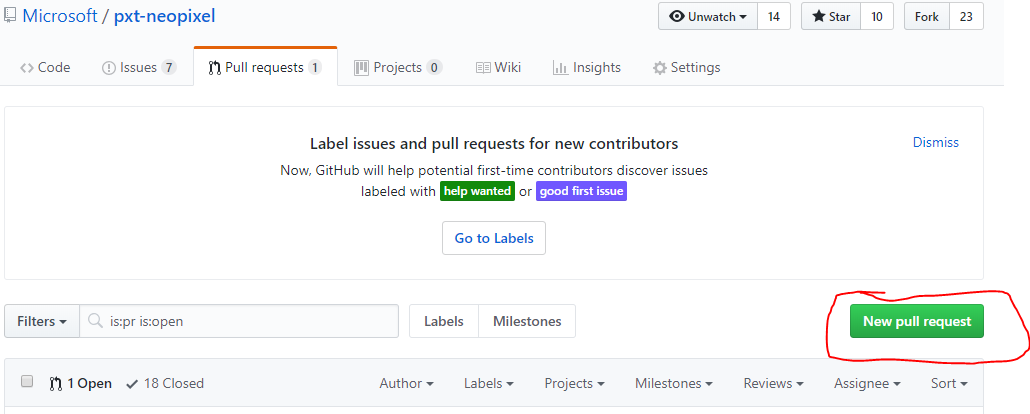 Microsoft / pxt-neopixel
Unwatch 14 Star 10 Fork 23
Code Issues 7 Pull requests 1 Projects 0 Wiki Insights Settings
Label issues and pull requests for new contributors
Dismiss
Now, GitHub will help potential first-time contributors discover issues
labeled with help wanted or good first issue
Go to Labels
Filters is:pr is:open Labels Milestones New pull request
1 Open 18 Closed Author Labels Projects Milestones Reviews Assignee Sort